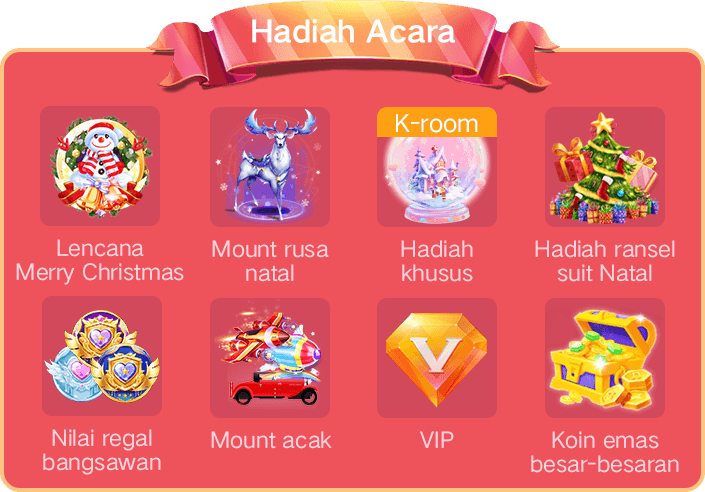 Hadiah Acara
K-room
Lencana
Merry Christmas
Mount rusa
natal
Hadiah
khusus
Hadiah ransel
suit Natal
V
Nilai regal
bangsawan
Mount acak
VIP
Koin emas
besar-besaran